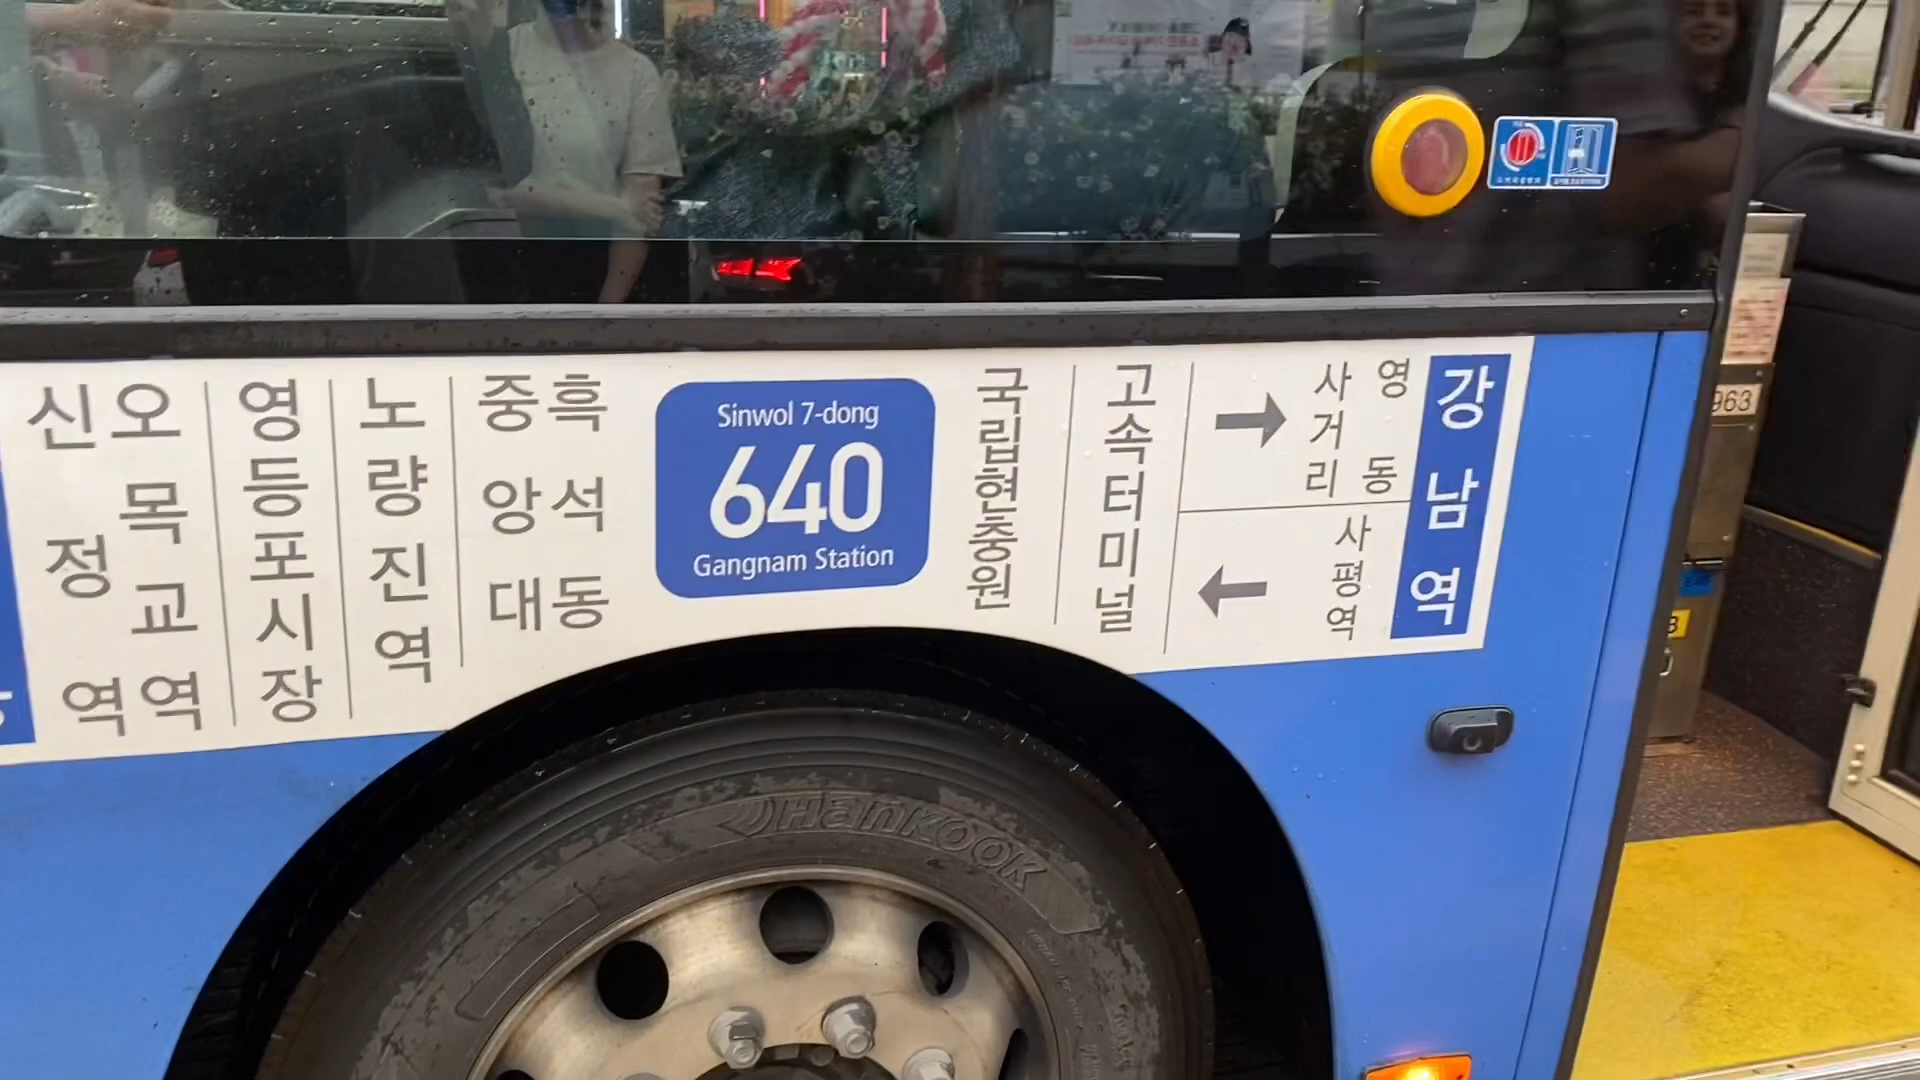 신정역
오목교역
영등포시장
노량진역
중앙대
흑석동
Sinwol 7-dong
640
Gangnam Station
국립현충원
고속터미널
→
영동
사거리
←
사평역
강남역
963
HANKOOK